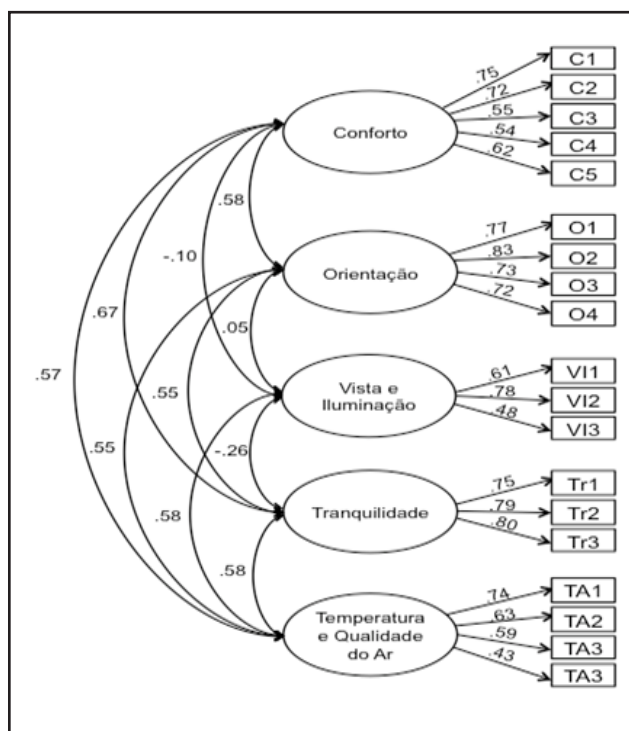 .75
C1
.72
C2
.55
C3
.54
C4
.62
C5
Conforto
.58
-.10
.67
.57
.77
O1
.83
O2
.73
O3
.72
O4
Orientação
.05
.55
.55
.61
VI1
.78
VI2
.48
VI3
Vista e
Iluminação
-.26
.58
.75
Tr1
.79
Tr2
.80
Tr3
Tranquilidade
.58
.74
TA1
.63
TA2
.59
TA3
.43
TA3
Temperatura
e Qualidade
do Ar